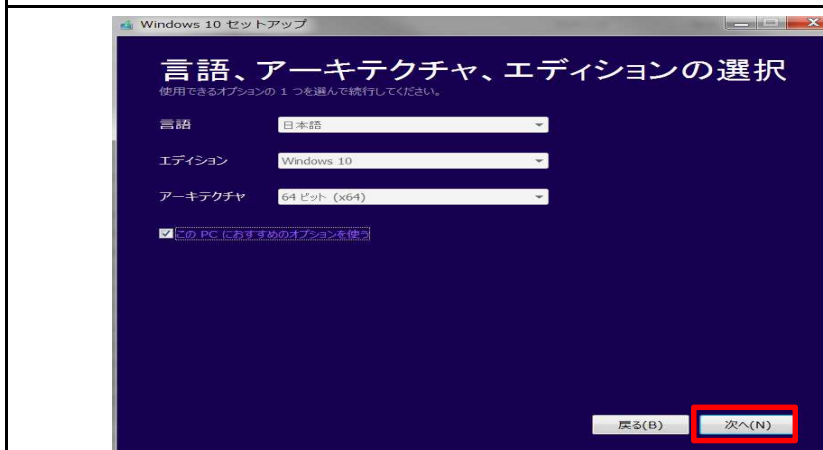 Windows 10 セットアップ
言語、アーキテクチャ、エディションの選択
使用できるオプションの 1 つを選んで続行してください。
言語 日本語
エディション Windows 10
アーキテクチャ 64 ビット (x64)
この PC におすすめのオプションを使う
戻る(B) 次へ(N)